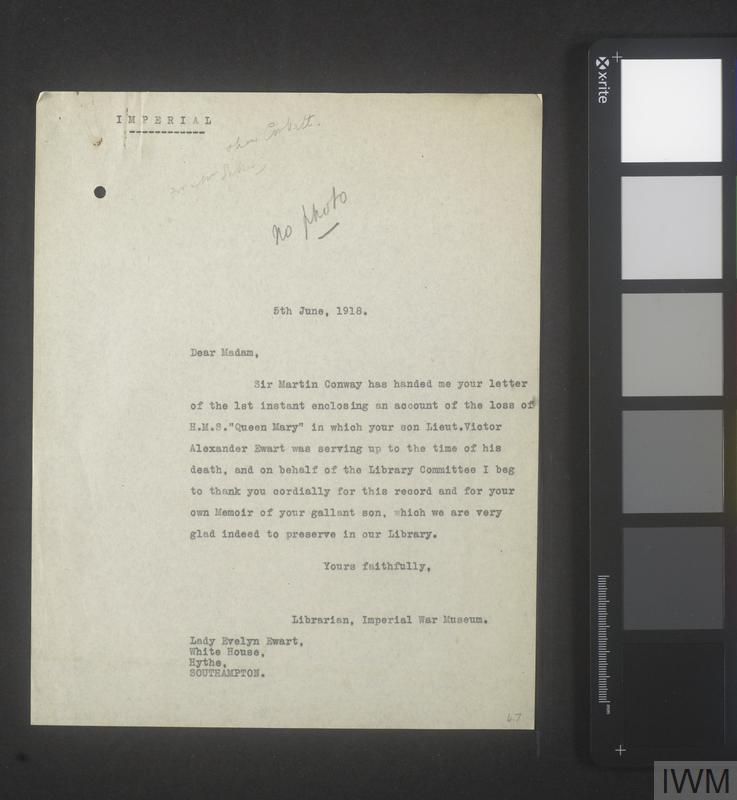 IMPERIAL
no photo
5th June, 1918.
Dear Madam,
Sir Martin Conway has handed me your letter
of the 1st instant enclosing an account of the loss of
H.M.S."Queen Mary" in which your son Lieut.Victor
Alexander Ewart was serving up to the time of his
death, and on behalf of the Library Committee I beg
to thank you cordially for this record and for your
own Memoir of your gallant son, which we are very
glad indeed to preserve in our Library.
Yours faithfully,
Librarian, Imperial War Museum.
Lady Evelyn Ewart,
White House,
Hythe,
SOUTHAMPTON.
67
x-rite
mm
IWM